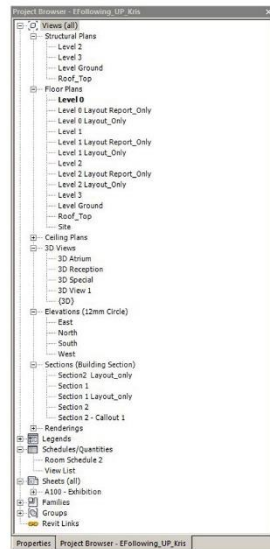 Project Browser - EFollowing_UP_Kris
Views (all)
Structural Plans
Level 2
Level 3
Level Ground
Roof_Top
Floor Plans
Level 0
Level 0 Layout Report_Only
Level 0 Layout_Only
Level 1
Level 1 Layout Report_Only
Level 1 Layout_Only
Level 2
Level 2 Layout Report_Only
Level 2 Layout_Only
Level 3
Level Ground
Roof_Top
Site
Ceiling Plans
3D Views
3D Atrium
3D Reception
3D Special
3D View 1
{3D}
Elevations (12mm Circle)
East
North
South
West
Sections (Building Section)
Section2 Layout_only
Section 1
Section 1 Layout_only
Section 2
Section 2 - Callout 1
Renderings
Legends
Schedules/Quantities
Room Schedule 2
View List
Sheets (all)
A100 - Exhibition
Families
Groups
Revit Links
Properties Project Browser - EFollowing_UP_Kris